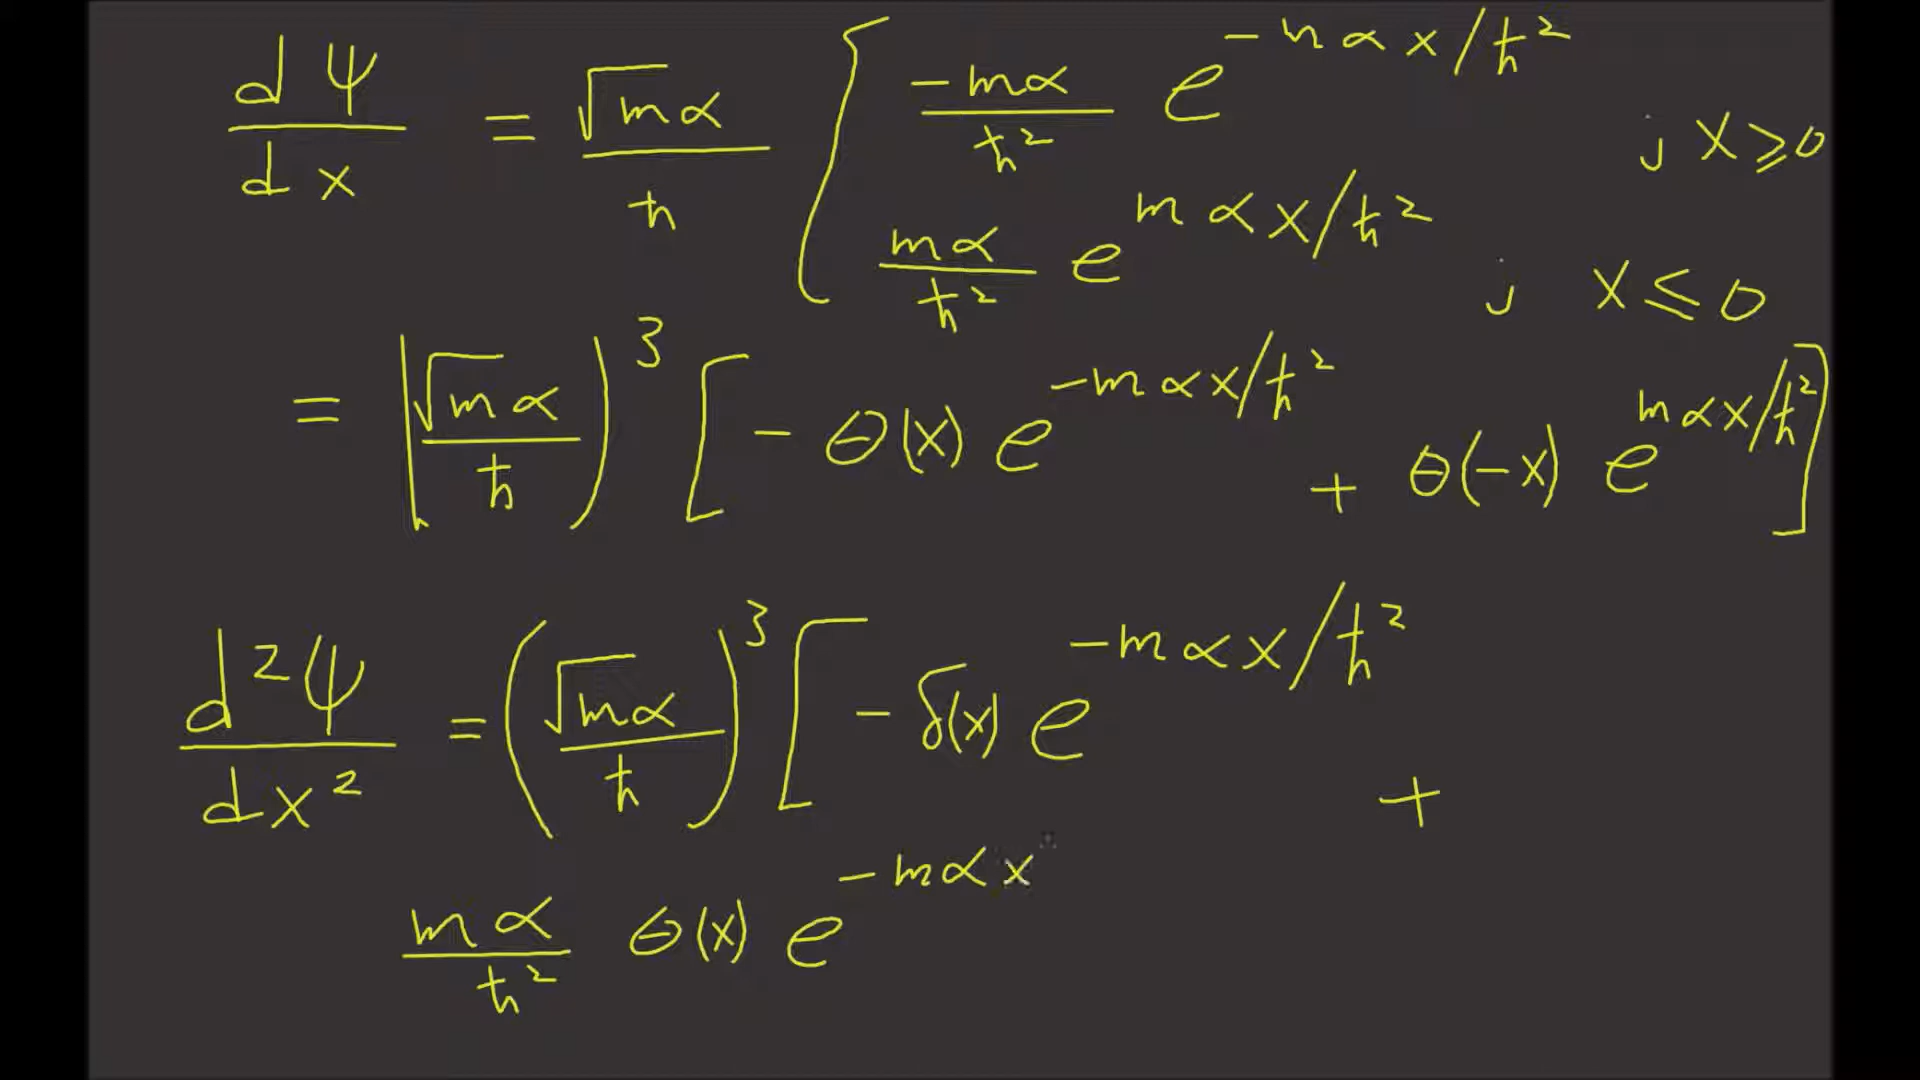 dψ/dx = √mα/ħ { -mα/ħ² e^{-mαx/ħ²} ; x ≥ 0
mα/ħ² e^{mαx/ħ²} ; x ≤ 0
= (√mα/ħ)³ [ - θ(x) e^{-mαx/ħ²} + θ(-x) e^{mαx/ħ²} ]
d²ψ/dx² = (√mα/ħ)³ [ - δ(x) e^{-mαx/ħ²} +
mα/ħ² θ(x) e^{-mαx}